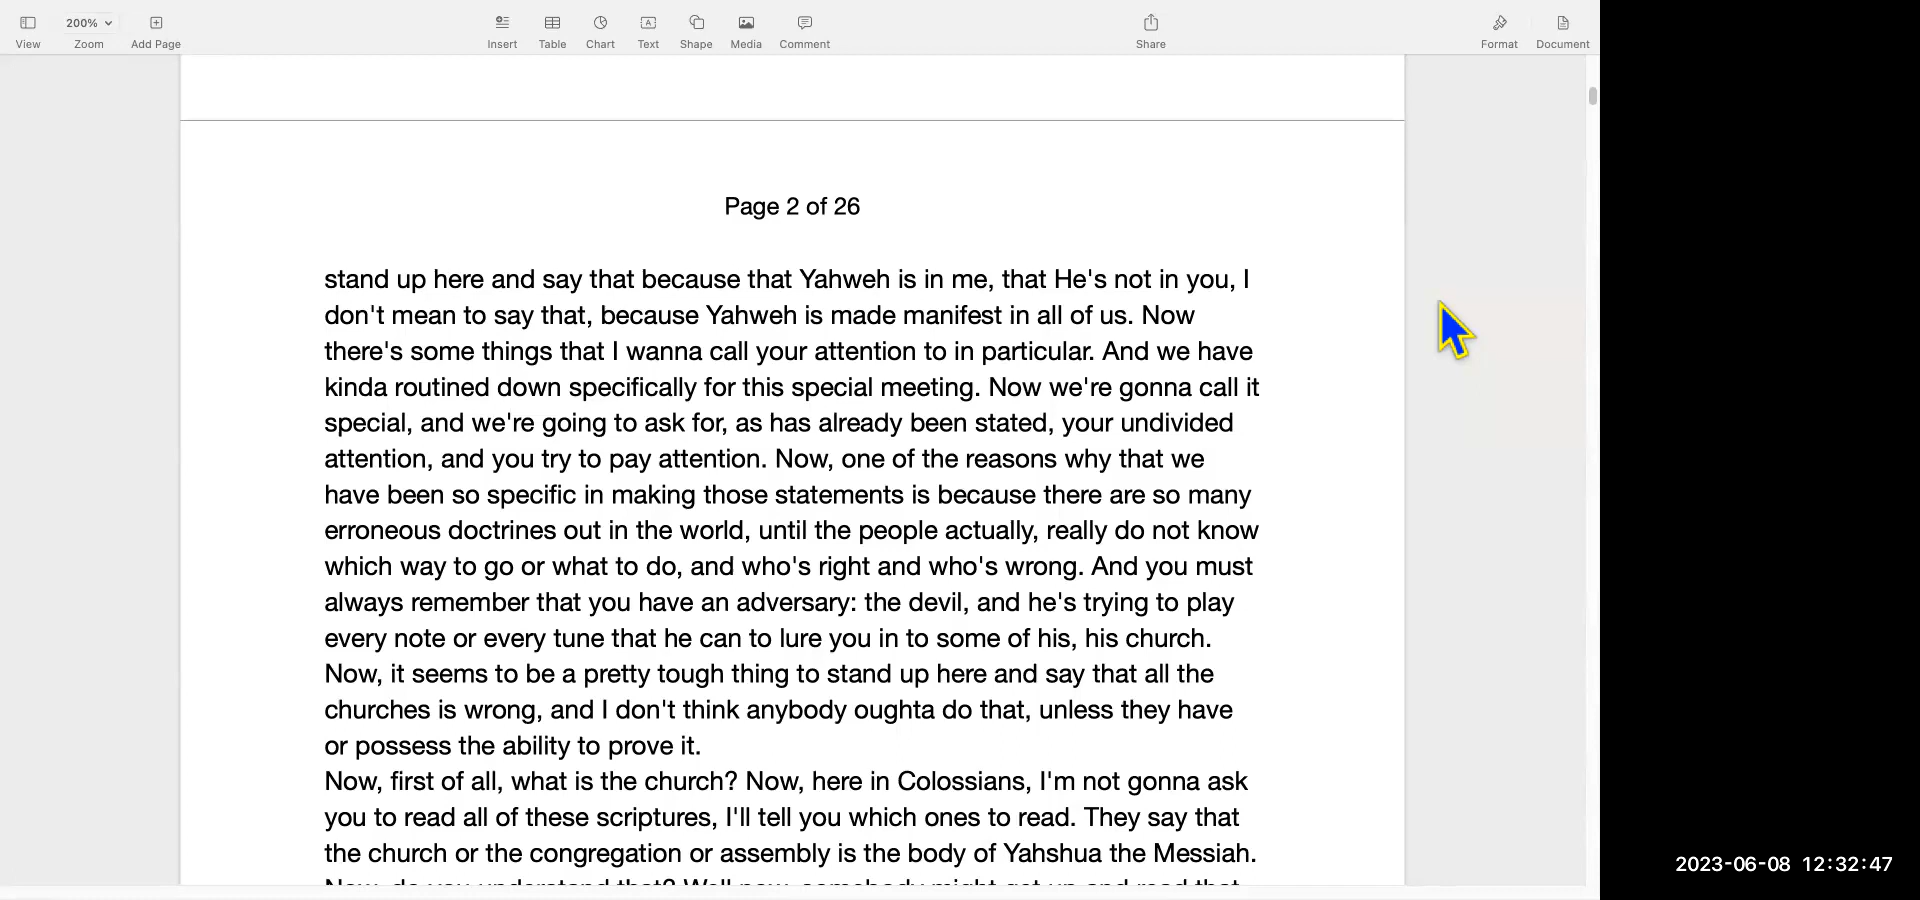 200%
View
Zoom
Add Page
Insert
Table
Chart
Text
Shape
Media
Comment
Share
Format
Document
Page 2 of 26
stand up here and say that because that Yahweh is in me, that He's not in you, I
don't mean to say that, because Yahweh is made manifest in all of us. Now
there's some things that I wanna call your attention to in particular. And we have
kinda routined down specifically for this special meeting. Now we're gonna call it
special, and we're going to ask for, as has already been stated, your undivided
attention, and you try to pay attention. Now, one of the reasons why that we
have been so specific in making those statements is because there are so many
erroneous doctrines out in the world, until the people actually, really do not know
which way to go or what to do, and who's right and who's wrong. And you must
always remember that you have an adversary: the devil, and he's trying to play
every note or every tune that he can to lure you in to some of his, his church.
Now, it seems to be a pretty tough thing to stand up here and say that all the
churches is wrong, and I don't think anybody oughta do that, unless they have
or possess the ability to prove it.
Now, first of all, what is the church? Now, here in Colossians, I'm not gonna ask
you to read all of these scriptures, I'll tell you which ones to read. They say that
the church or the congregation or assembly is the body of Yahshua the Messiah.
Now, do you understand that? Well now, somebody might get up and read that
2023-06-08 12:32:47